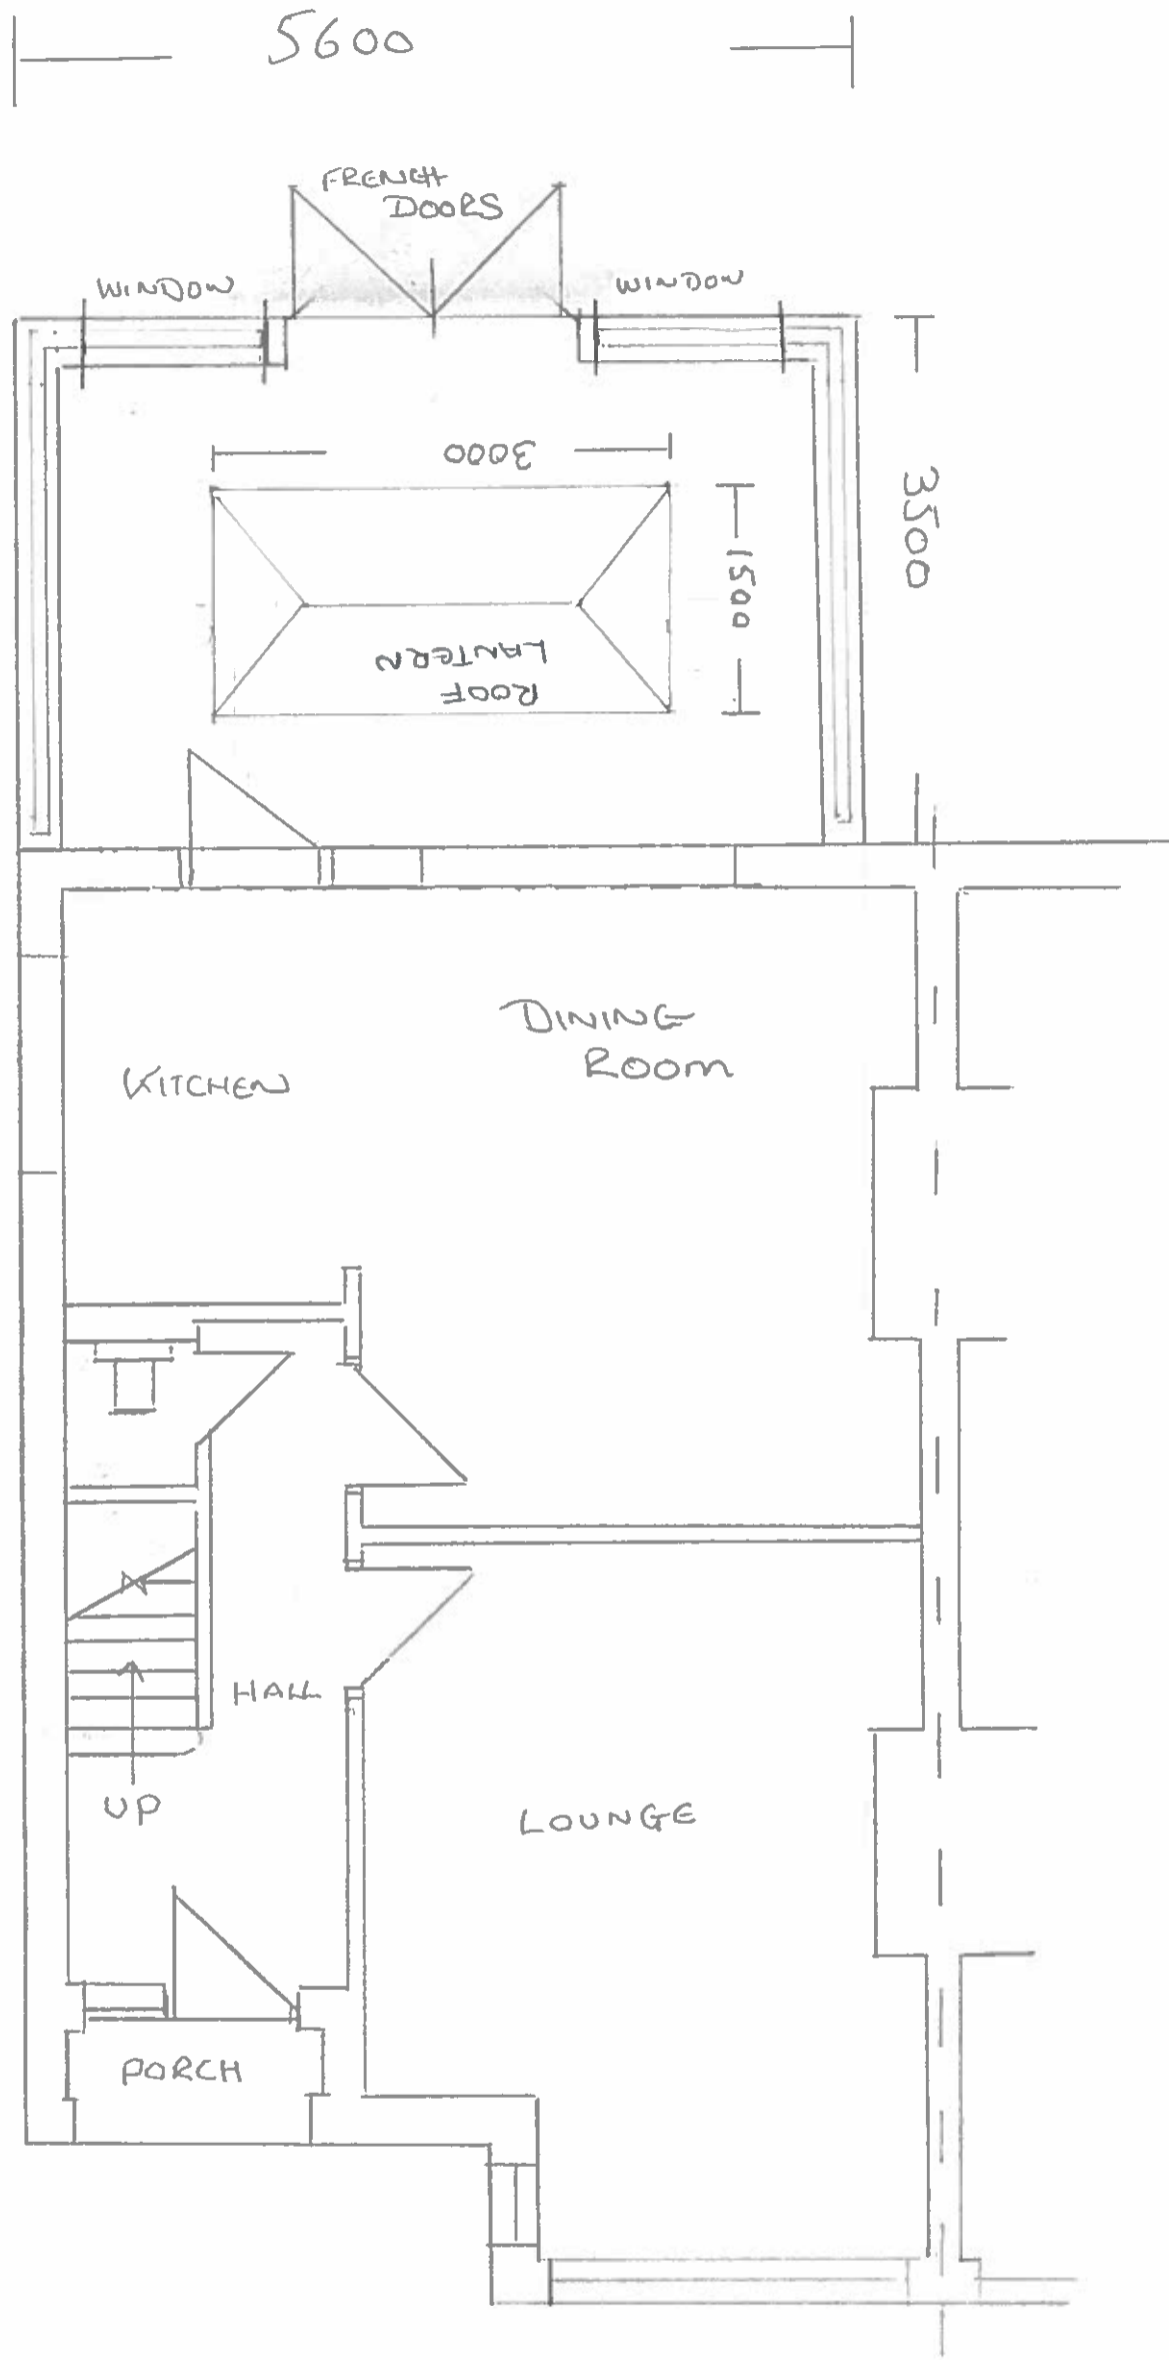 5600
FRENCH
DOORS
WINDOW
WINDOW
3000
3500
1500
ROOF
LANTERN
DINING
ROOM
KITCHEN
HALL
UP
LOUNGE
PORCH